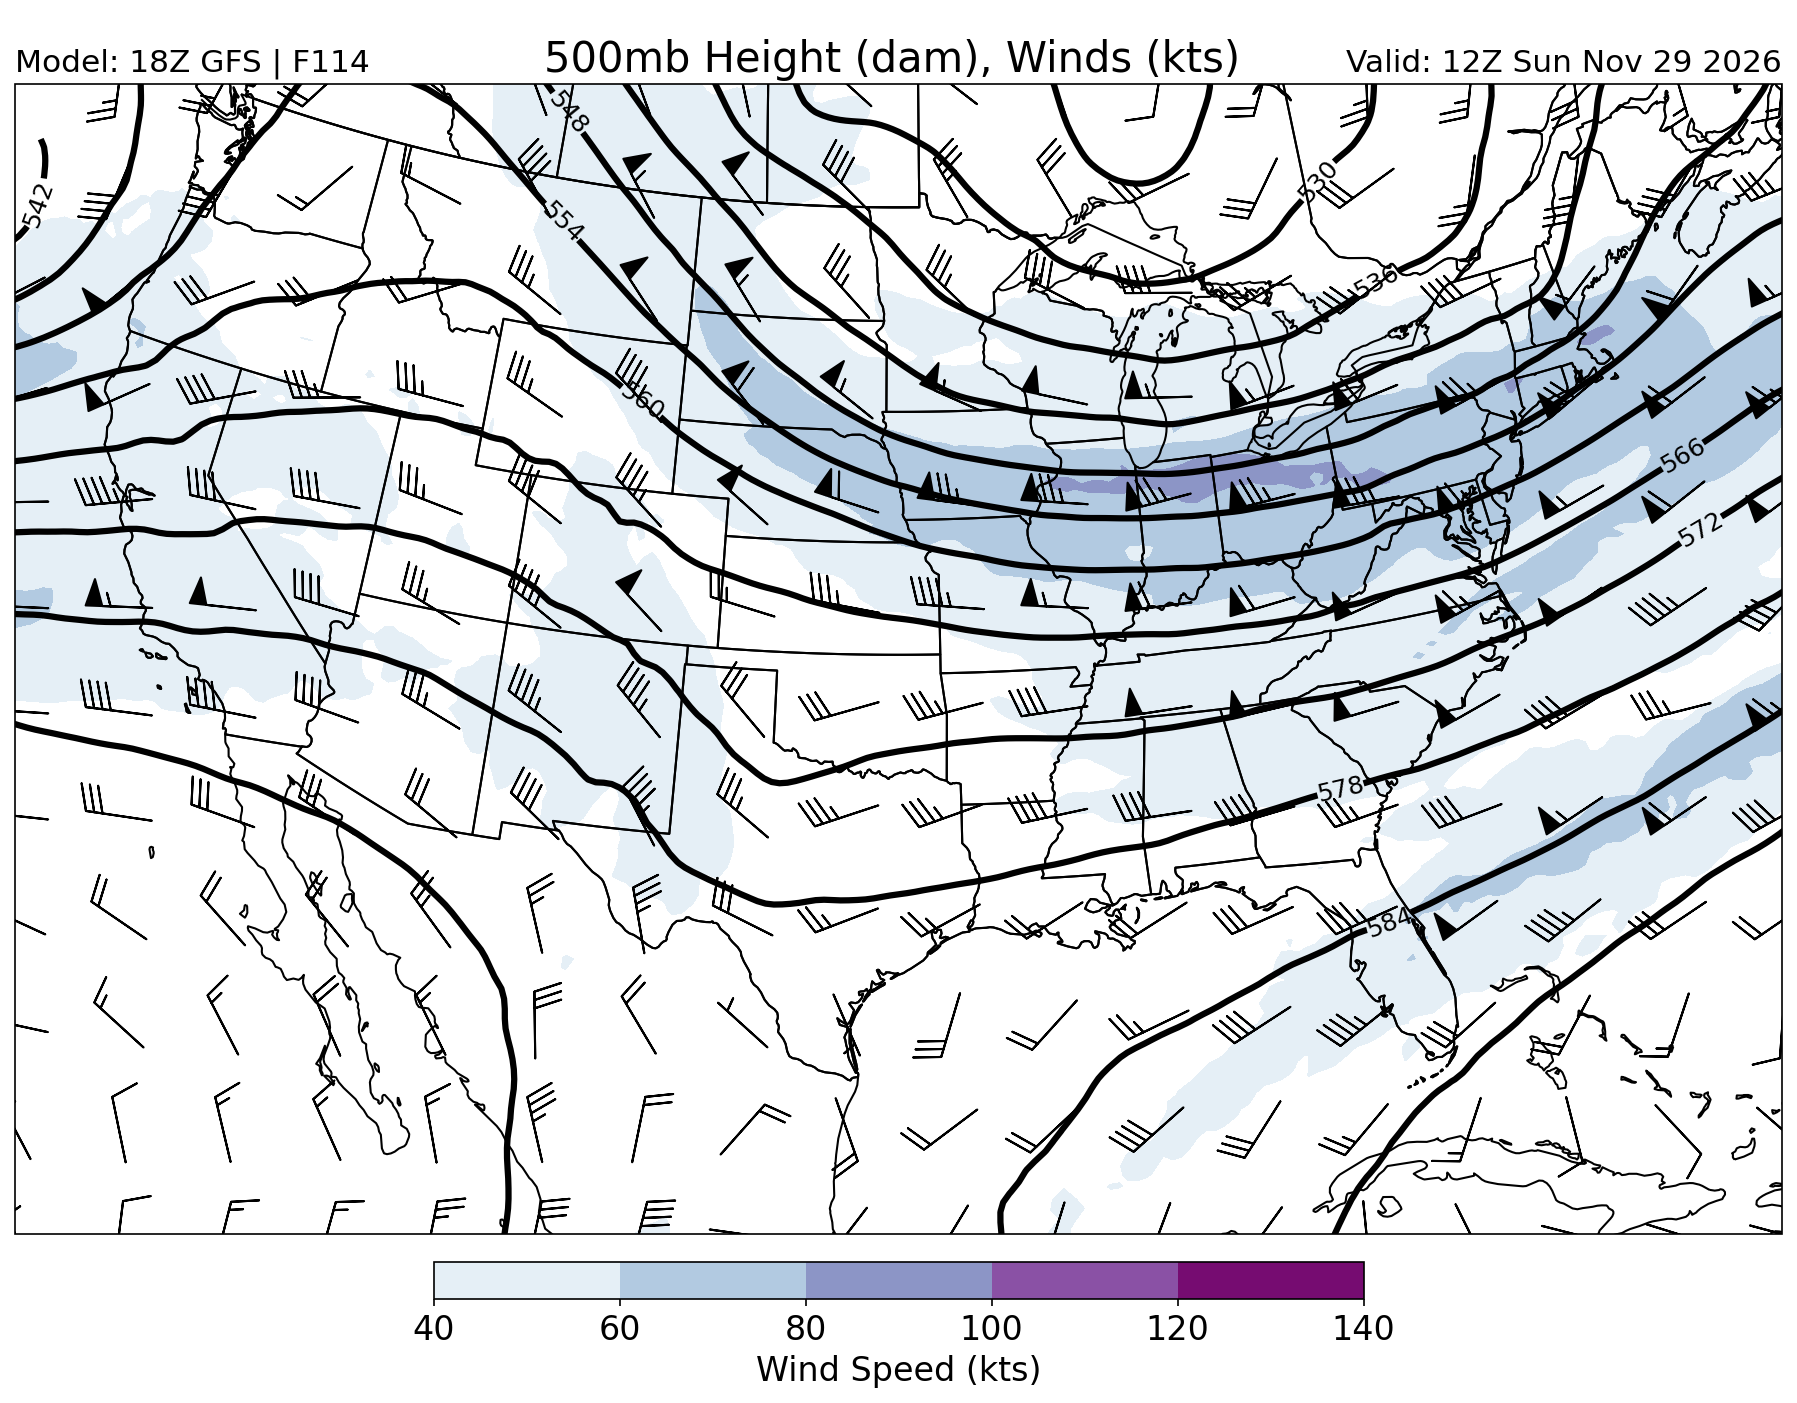 Model: 18Z GFS | F114
500mb Height (dam), Winds (kts)
Valid: 12Z Sun Nov 29 2026
548
542
530
554
536
560
566
572
578
584
40 60 80 100 120 140
Wind Speed (kts)